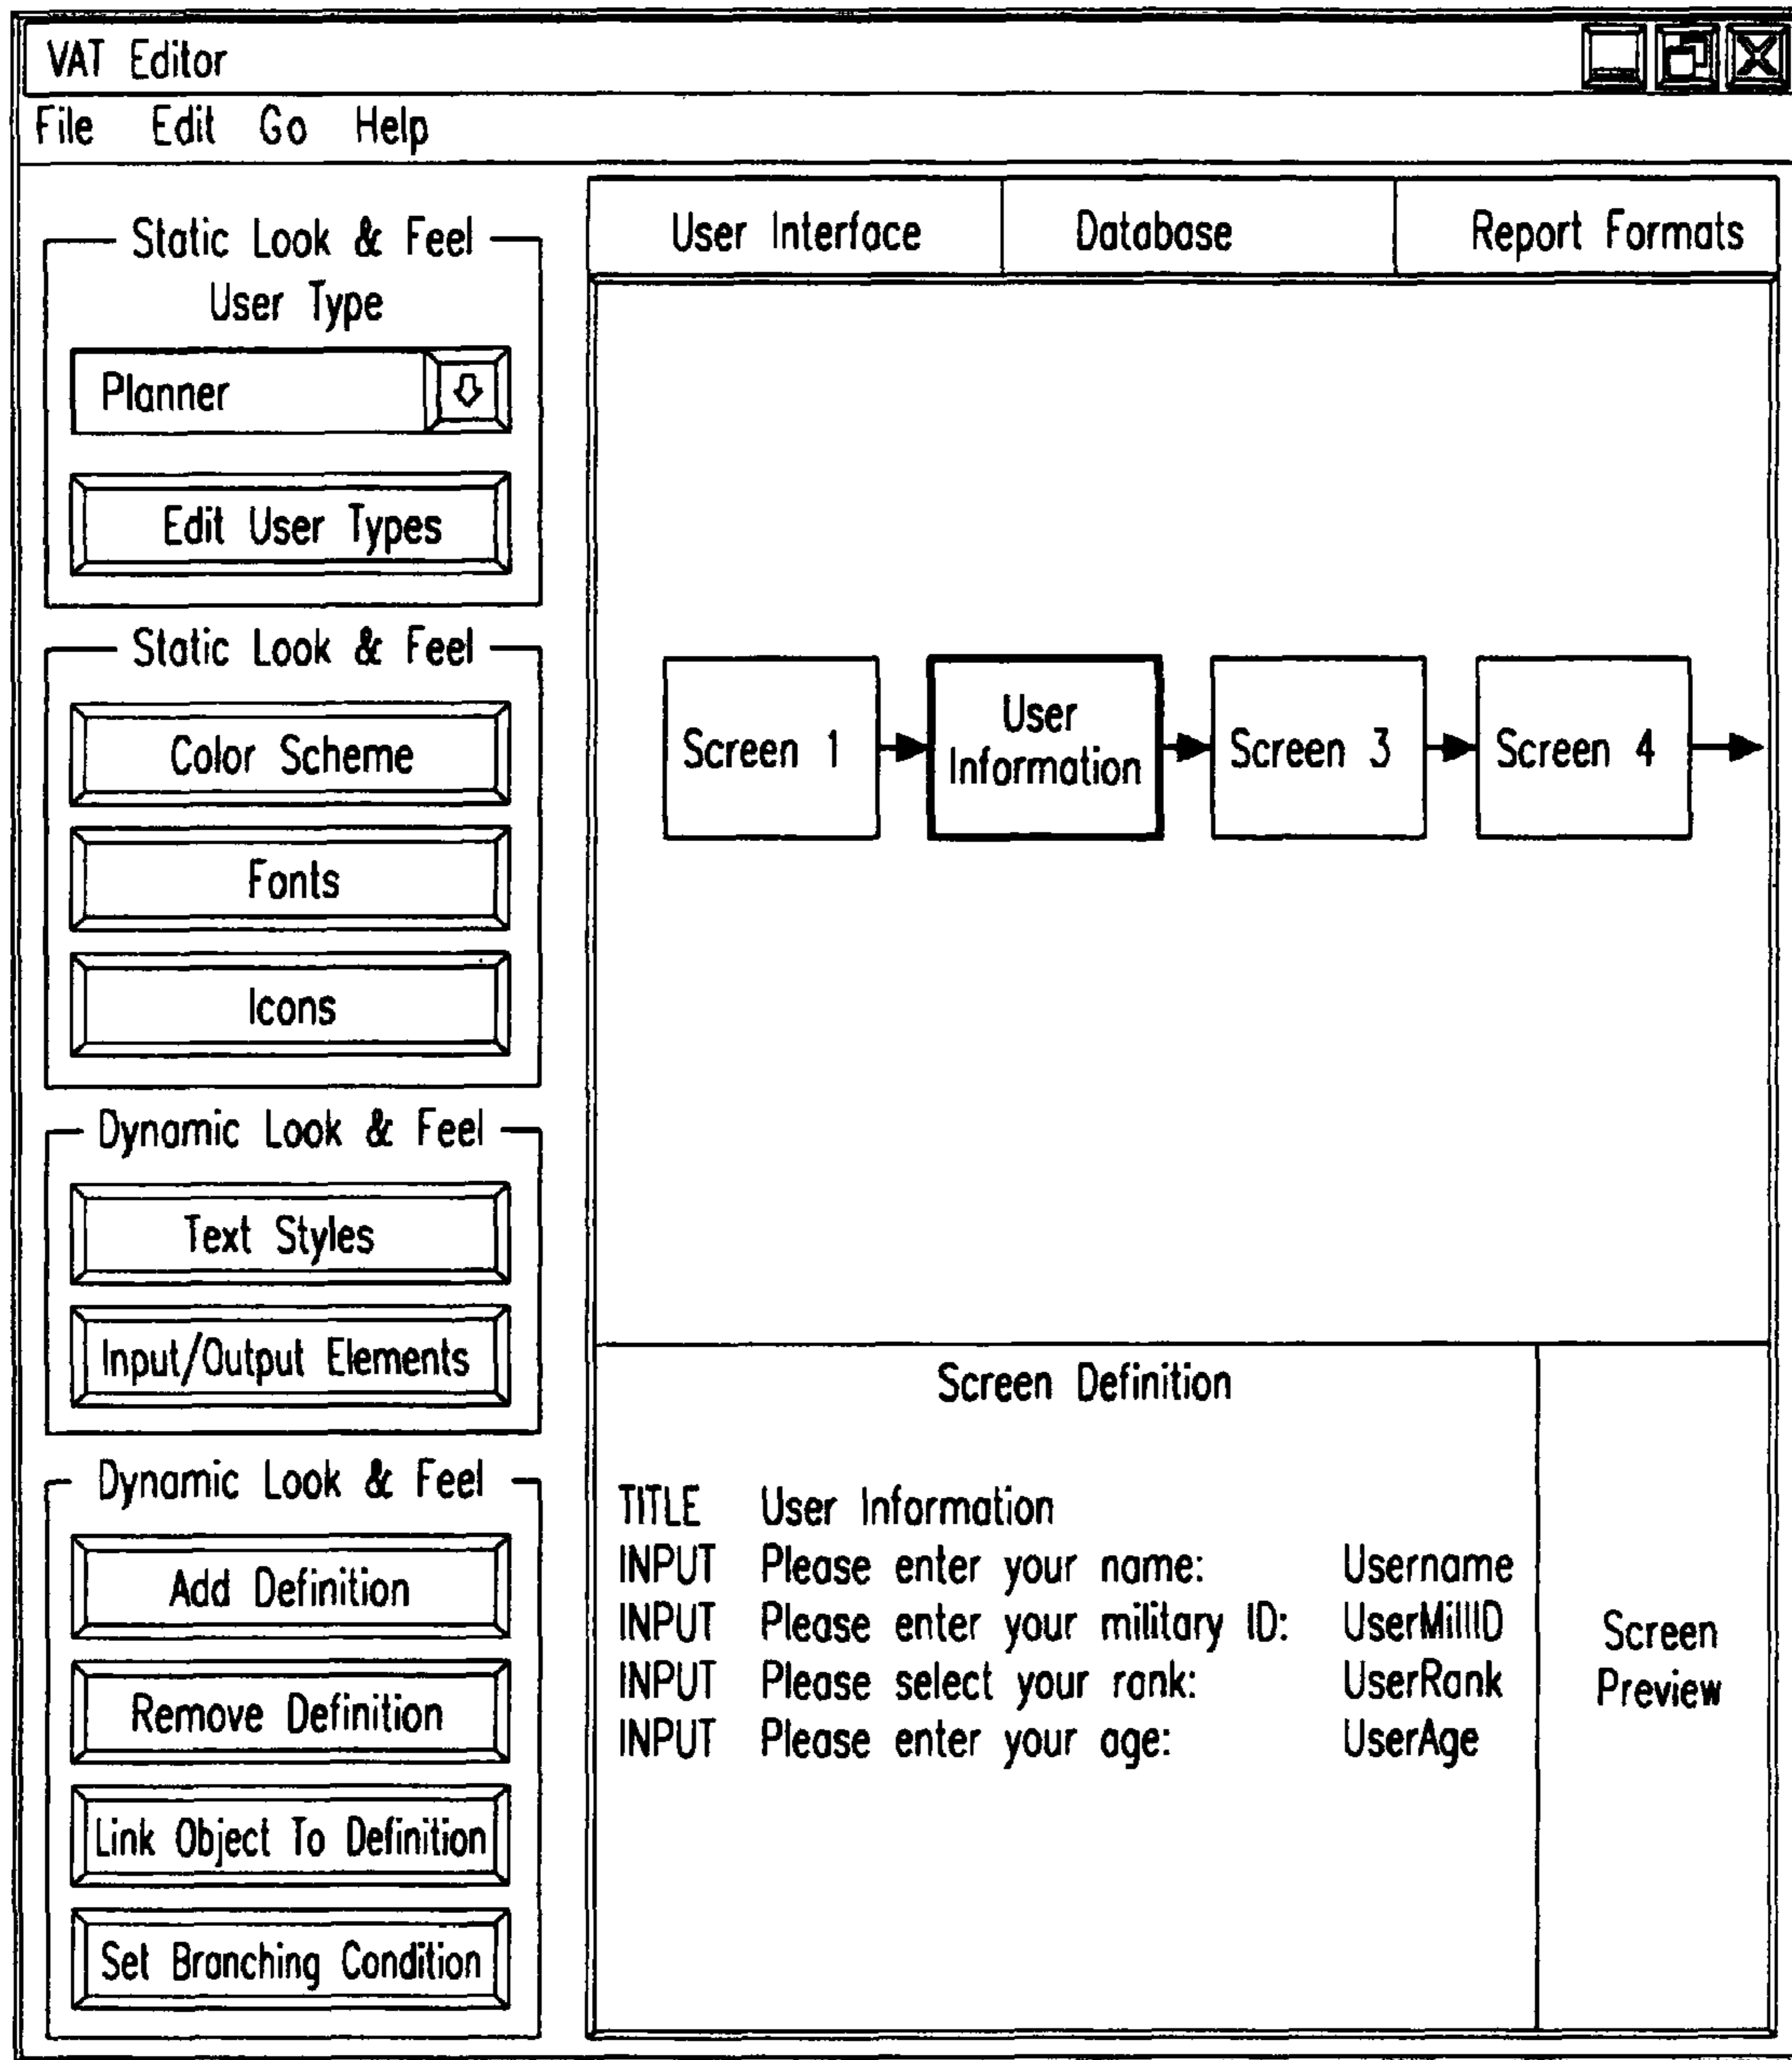 VAT Editor
File Edit Go Help
Static Look & Feel
User Type
Planner
Edit User Types
Static Look & Feel
Color Scheme
Fonts
Icons
Dynamic Look & Feel
Text Styles
Input/Output Elements
Dynamic Look & Feel
Add Definition
Remove Definition
Link Object To Definition
Set Branching Condition
User Interface Database Report Formats
Screen 1
User
Information
Screen 3
Screen 4
Screen Definition
TITLE User Information
INPUT Please enter your name: Username
INPUT Please enter your military ID: UserMillID
INPUT Please select your rank: UserRank
INPUT Please enter your age: UserAge
Screen
Preview